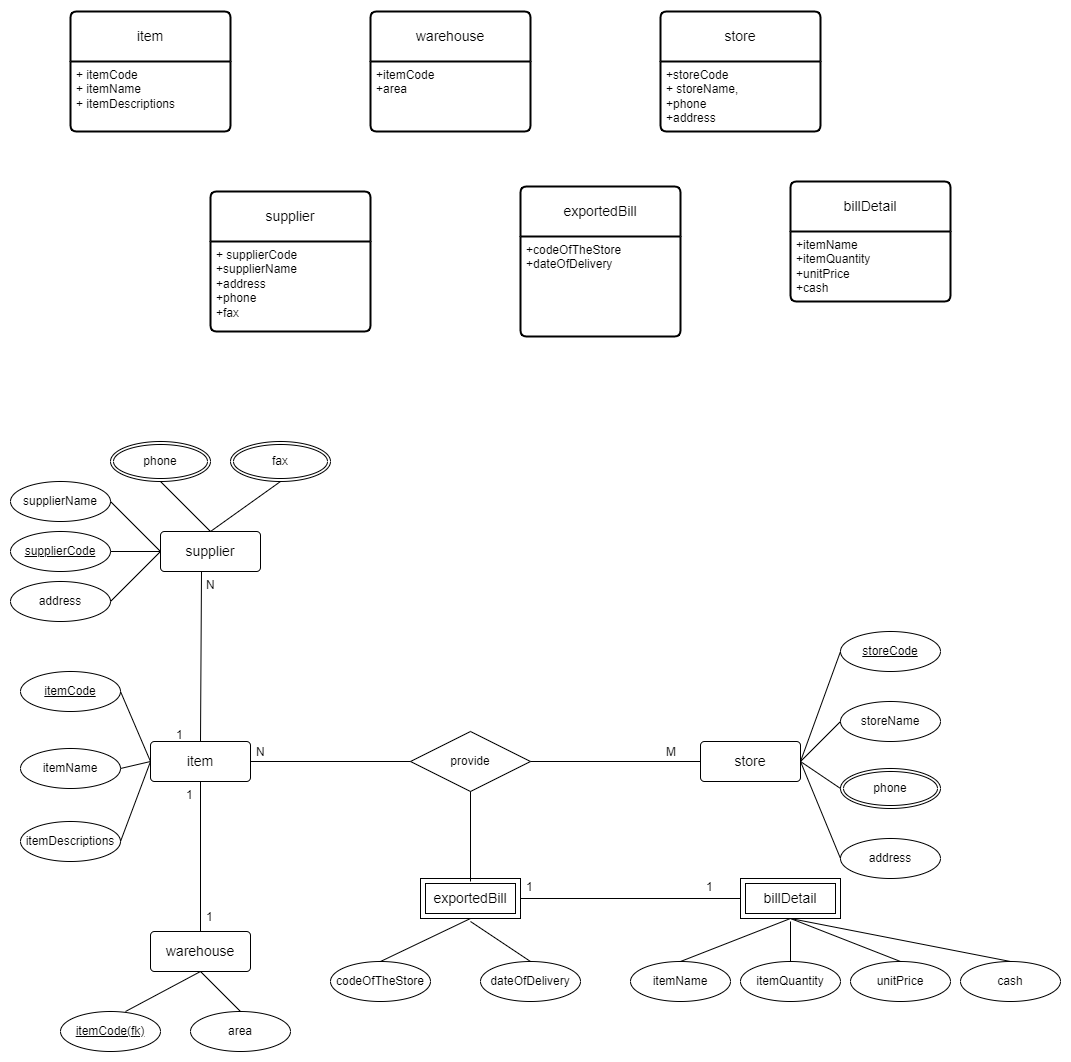 item
+ itemCode
+ itemName
+ itemDescriptions
warehouse
+itemCode
+area
store
+storeCode
+ storeName,
+phone
+address
supplier
+ supplierCode
+supplierName
+address
+phone
+fax
exportedBill
+codeOfTheStore
+dateOfDelivery
billDetail
+itemName
+itemQuantity
+unitPrice
+cash
phone
fax
supplierName
supplierCode
address
supplier
N
1
itemCode
itemName
itemDescriptions
item
N
provide
M
store
storeCode
storeName
phone
address
1
1
warehouse
itemCode(fk)
area
exportedBill
1
1
billDetail
codeOfTheStore
dateOfDelivery
itemName
itemQuantity
unitPrice
cash